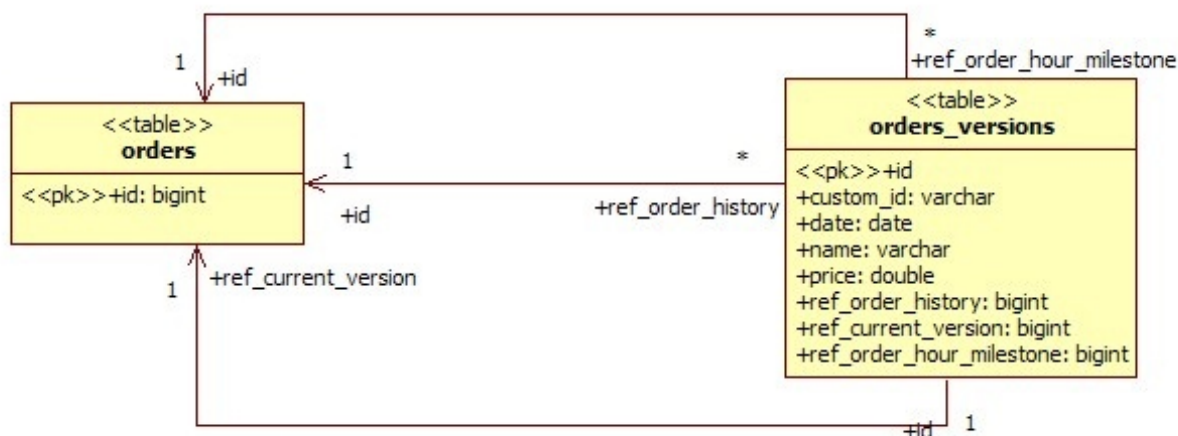 *
+ref_order_hour_milestone
1
+id
<<table>>
orders
<<pk>>+id: bigint
1
+id
*
+ref_order_history
<<table>>
orders_versions
<<pk>>+id
+custom_id: varchar
+date: date
+name: varchar
+price: double
+ref_order_history: bigint
+ref_current_version: bigint
+ref_order_hour_milestone: bigint
+ref_current_version
1
+id
1